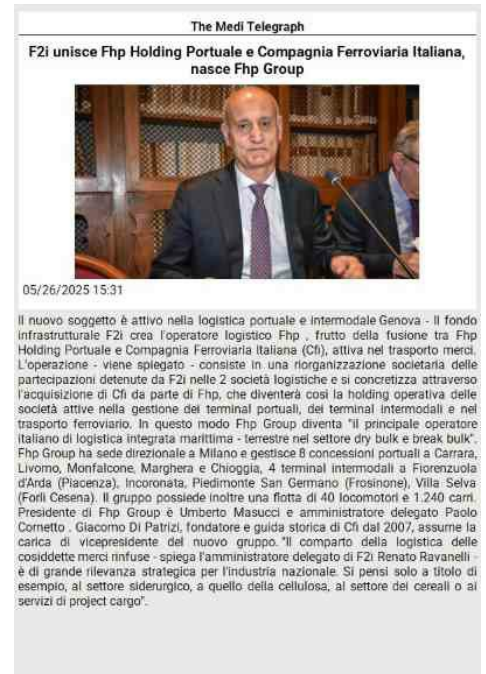 The Medi Telegraph
F2i unisce Fhp Holding Portuale e Compagnia Ferroviaria Italiana,
nasce Fhp Group
05/26/2025 15:31
Il nuovo soggetto è attivo nella logistica portuale e intermodale Genova - Il fondo
infrastrutturale F2i crea l'operatore logistico Fhp , frutto della fusione tra Fhp
Holding Portuale e Compagnia Ferroviaria Italiana (Cfi), attiva nel trasporto merci.
L'operazione - viene spiegato - consiste in una riorganizzazione societaria delle
partecipazioni detenute da F2i nelle 2 società logistiche e si concretizza attraverso
l'acquisizione di Cfi da parte di Fhp, che diventerà così la holding operativa delle
società attive nella gestione dei terminal portuali, dei terminal intermodali e nel
trasporto ferroviario. In questo modo Fhp Group diventa "il principale operatore
italiano di logistica integrata marittima - terrestre nel settore dry bulk e break bulk".
Fhp Group ha sede direzionale a Milano e gestisce 8 concessioni portuali a Carrara,
Livorno, Monfalcone, Marghera e Chioggia, 4 terminal intermodali a Fiorenzuola
d'Arda (Piacenza), Incoronata, Piedimonte San Germano (Frosinone), Villa Selva
(Forlì Cesena). Il gruppo possiede inoltre una flotta di 40 locomotori e 1.240 carri.
Presidente di Fhp Group è Umberto Masucci e amministratore delegato Paolo
Cornetto . Giacomo Di Patrizi, fondatore e guida storica di Cfi dal 2007, assume la
carica di vicepresidente del nuovo gruppo. "Il comparto della logistica delle
cosiddette merci rinfuse - spiega l'amministratore delegato di F2i Renato Ravanelli -
è di grande rilevanza strategica per l'industria nazionale. Si pensi solo a titolo di
esempio, al settore siderurgico, a quello della cellulosa, al settore dei cereali o ai
servizi di project cargo".